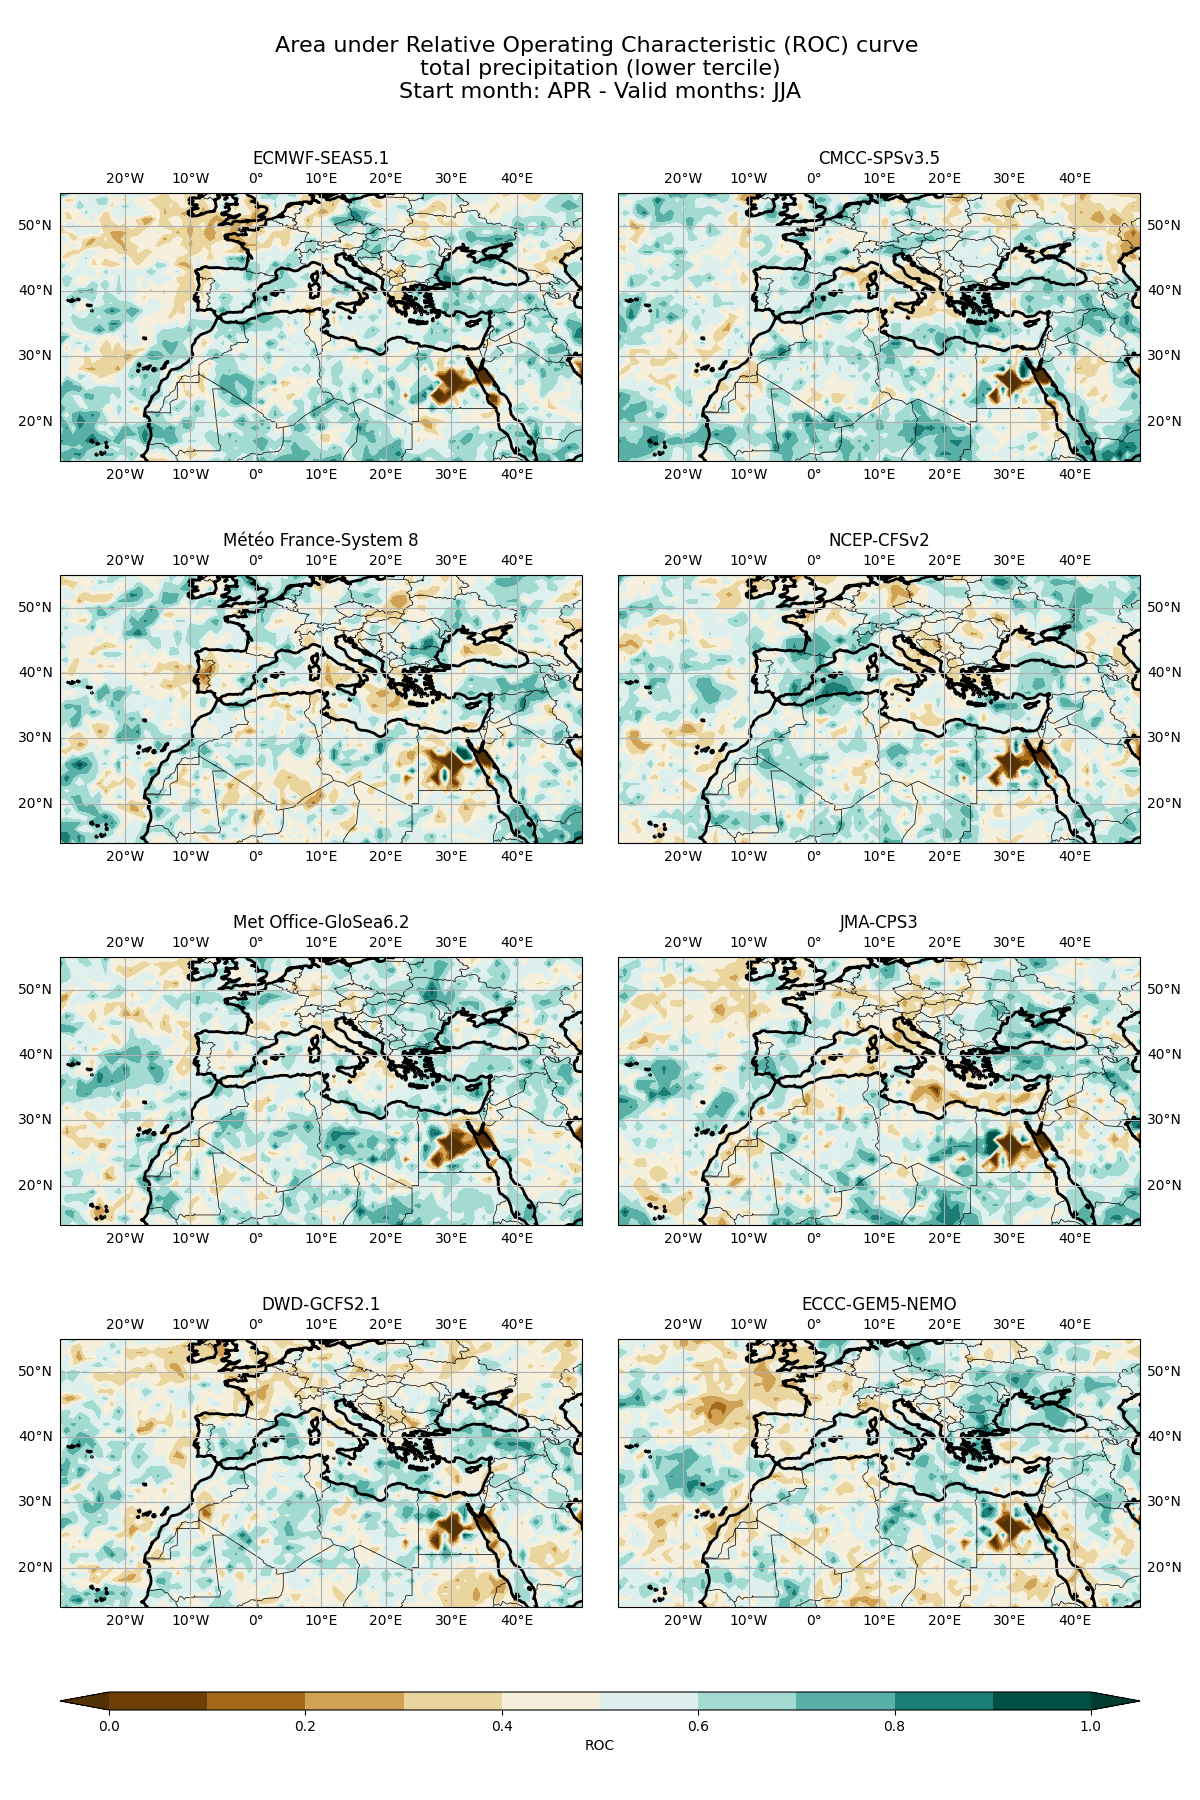 Area under Relative Operating Characteristic (ROC) curve
total precipitation (lower tercile)
Start month: APR - Valid months: JJA
ECMWF-SEAS5.1
20°W 10°W 0° 10°E 20°E 30°E 40°E
50°N
40°N
30°N
20°N
20°W 10°W 0° 10°E 20°E 30°E 40°E
CMCC-SPSv3.5
20°W 10°W 0° 10°E 20°E 30°E 40°E
50°N
40°N
30°N
20°N
20°W 10°W 0° 10°E 20°E 30°E 40°E
Météo France-System 8
20°W 10°W 0° 10°E 20°E 30°E 40°E
50°N
40°N
30°N
20°N
20°W 10°W 0° 10°E 20°E 30°E 40°E
NCEP-CFSv2
20°W 10°W 0° 10°E 20°E 30°E 40°E
50°N
40°N
30°N
20°N
20°W 10°W 0° 10°E 20°E 30°E 40°E
Met Office-GloSea6.2
20°W 10°W 0° 10°E 20°E 30°E 40°E
50°N
40°N
30°N
20°N
20°W 10°W 0° 10°E 20°E 30°E 40°E
JMA-CPS3
20°W 10°W 0° 10°E 20°E 30°E 40°E
50°N
40°N
30°N
20°N
20°W 10°W 0° 10°E 20°E 30°E 40°E
DWD-GCFS2.1
20°W 10°W 0° 10°E 20°E 30°E 40°E
50°N
40°N
30°N
20°N
20°W 10°W 0° 10°E 20°E 30°E 40°E
ECCC-GEM5-NEMO
20°W 10°W 0° 10°E 20°E 30°E 40°E
50°N
40°N
30°N
20°N
20°W 10°W 0° 10°E 20°E 30°E 40°E
0.0 0.2 0.4 0.6 0.8 1.0
ROC